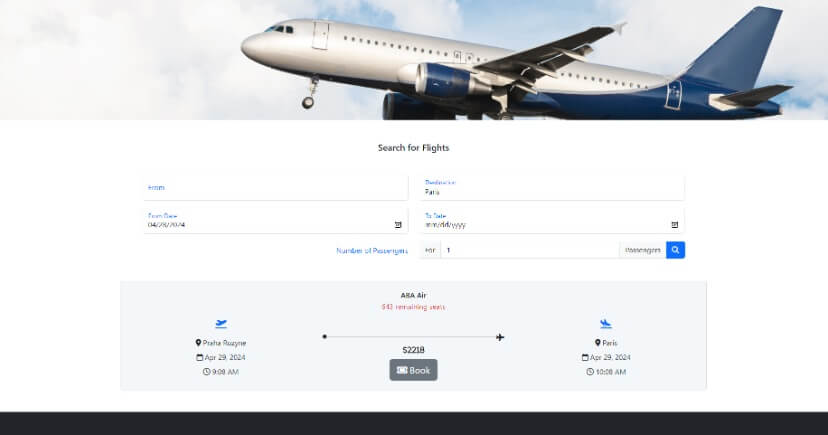 Search for Flights
From
Destination
Paris
From Date
04/28/2024
To Date
mm/dd/yyyy
Number of Passengers
For
1
Passengers
ABA Air
543 remaining seats
Praha Ruzyne
Apr 29, 2024
9:08 AM
$2218
Book
Paris
Apr 29, 2024
10:08 AM